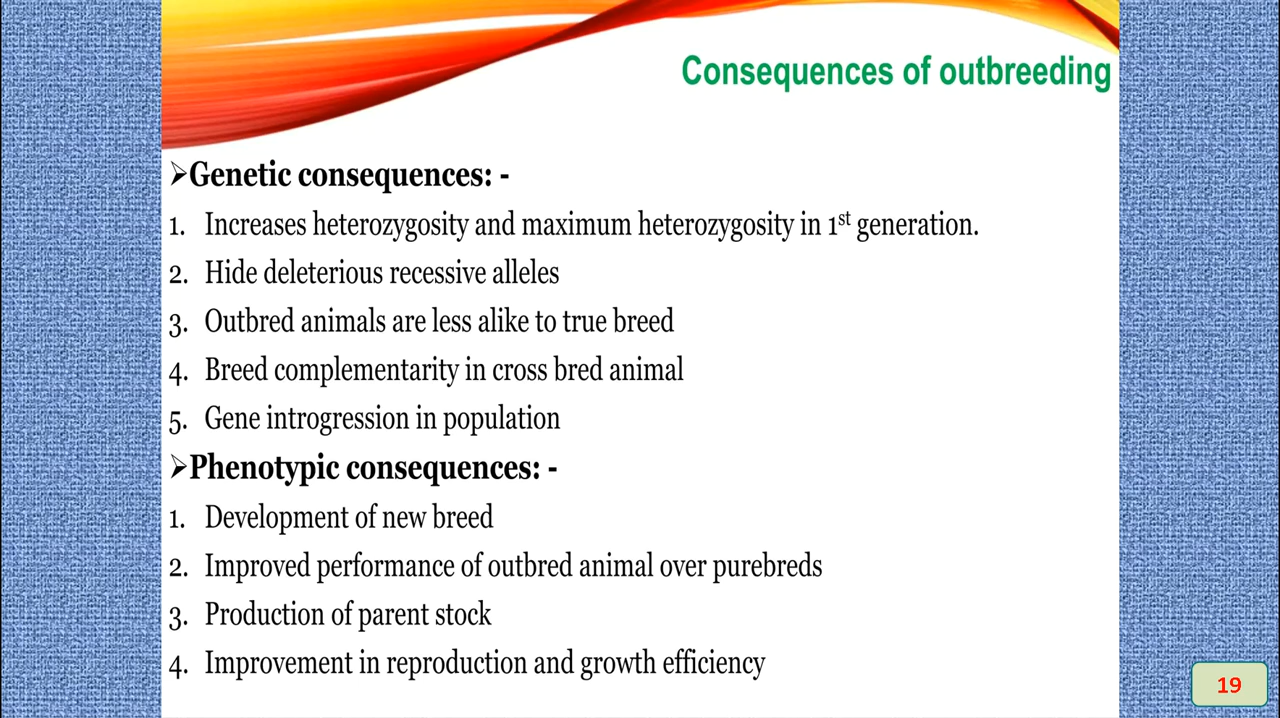 Consequences of outbreeding
➢Genetic consequences: -
1. Increases heterozygosity and maximum heterozygosity in 1st generation.
2. Hide deleterious recessive alleles
3. Outbred animals are less alike to true breed
4. Breed complementarity in cross bred animal
5. Gene introgression in population
➢Phenotypic consequences: -
1. Development of new breed
2. Improved performance of outbred animal over purebreds
3. Production of parent stock
4. Improvement in reproduction and growth efficiency
19